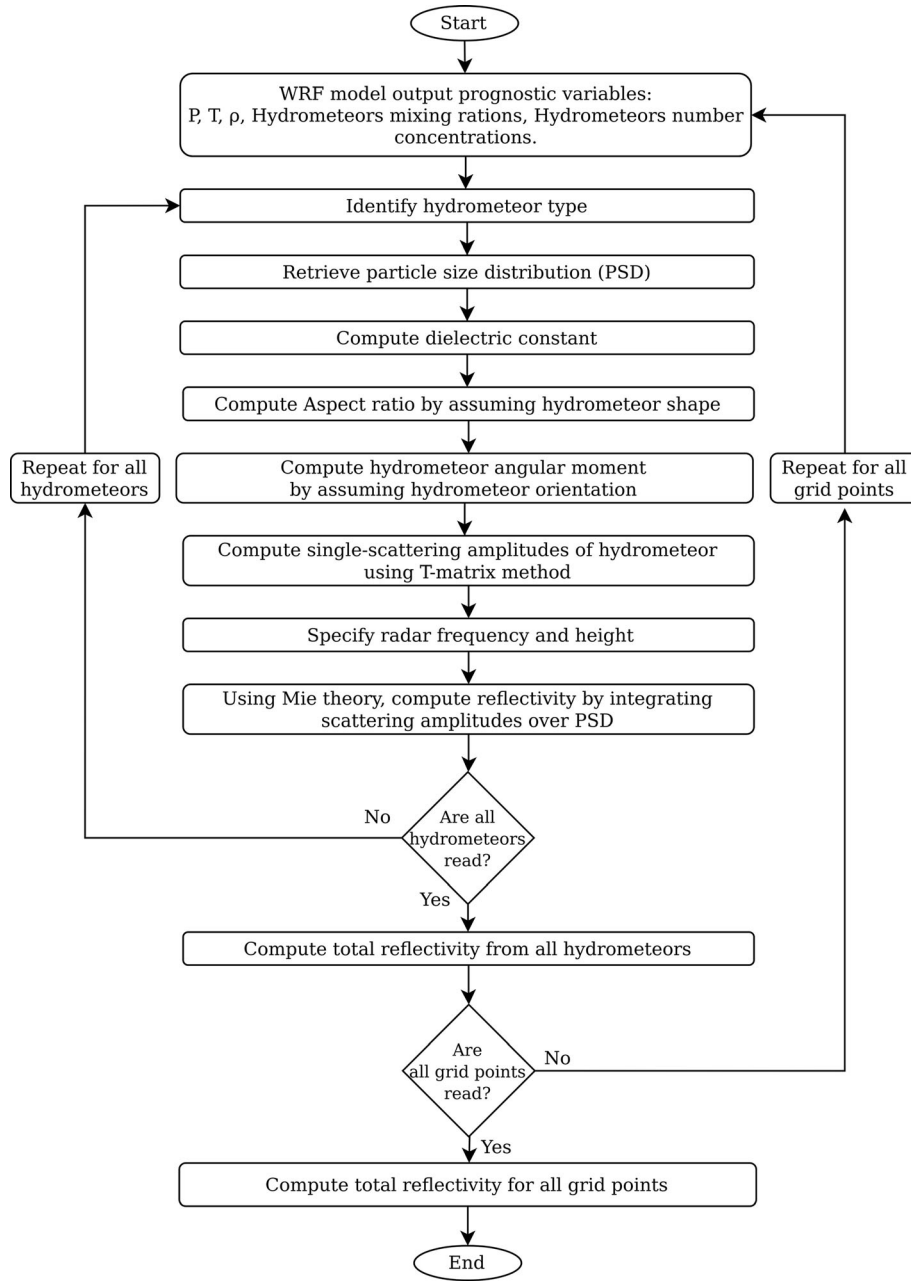 Start
WRF model output prognostic variables:
P, T, ρ, Hydrometeors mixing rations, Hydrometeors number
concentrations.
Identify hydrometeor type
Retrieve particle size distribution (PSD)
Compute dielectric constant
Compute Aspect ratio by assuming hydrometeor shape
Repeat for all
hydrometeors
Compute hydrometeor angular moment
by assuming hydrometeor orientation
Repeat for all
grid points
Compute single-scattering amplitudes of hydrometeor
using T-matrix method
Specify radar frequency and height
Using Mie theory, compute reflectivity by integrating
scattering amplitudes over PSD
No
Are all
hydrometeors
read?
Yes
Compute total reflectivity from all hydrometeors
Are
all grid points
read?
No
Yes
Compute total reflectivity for all grid points
End